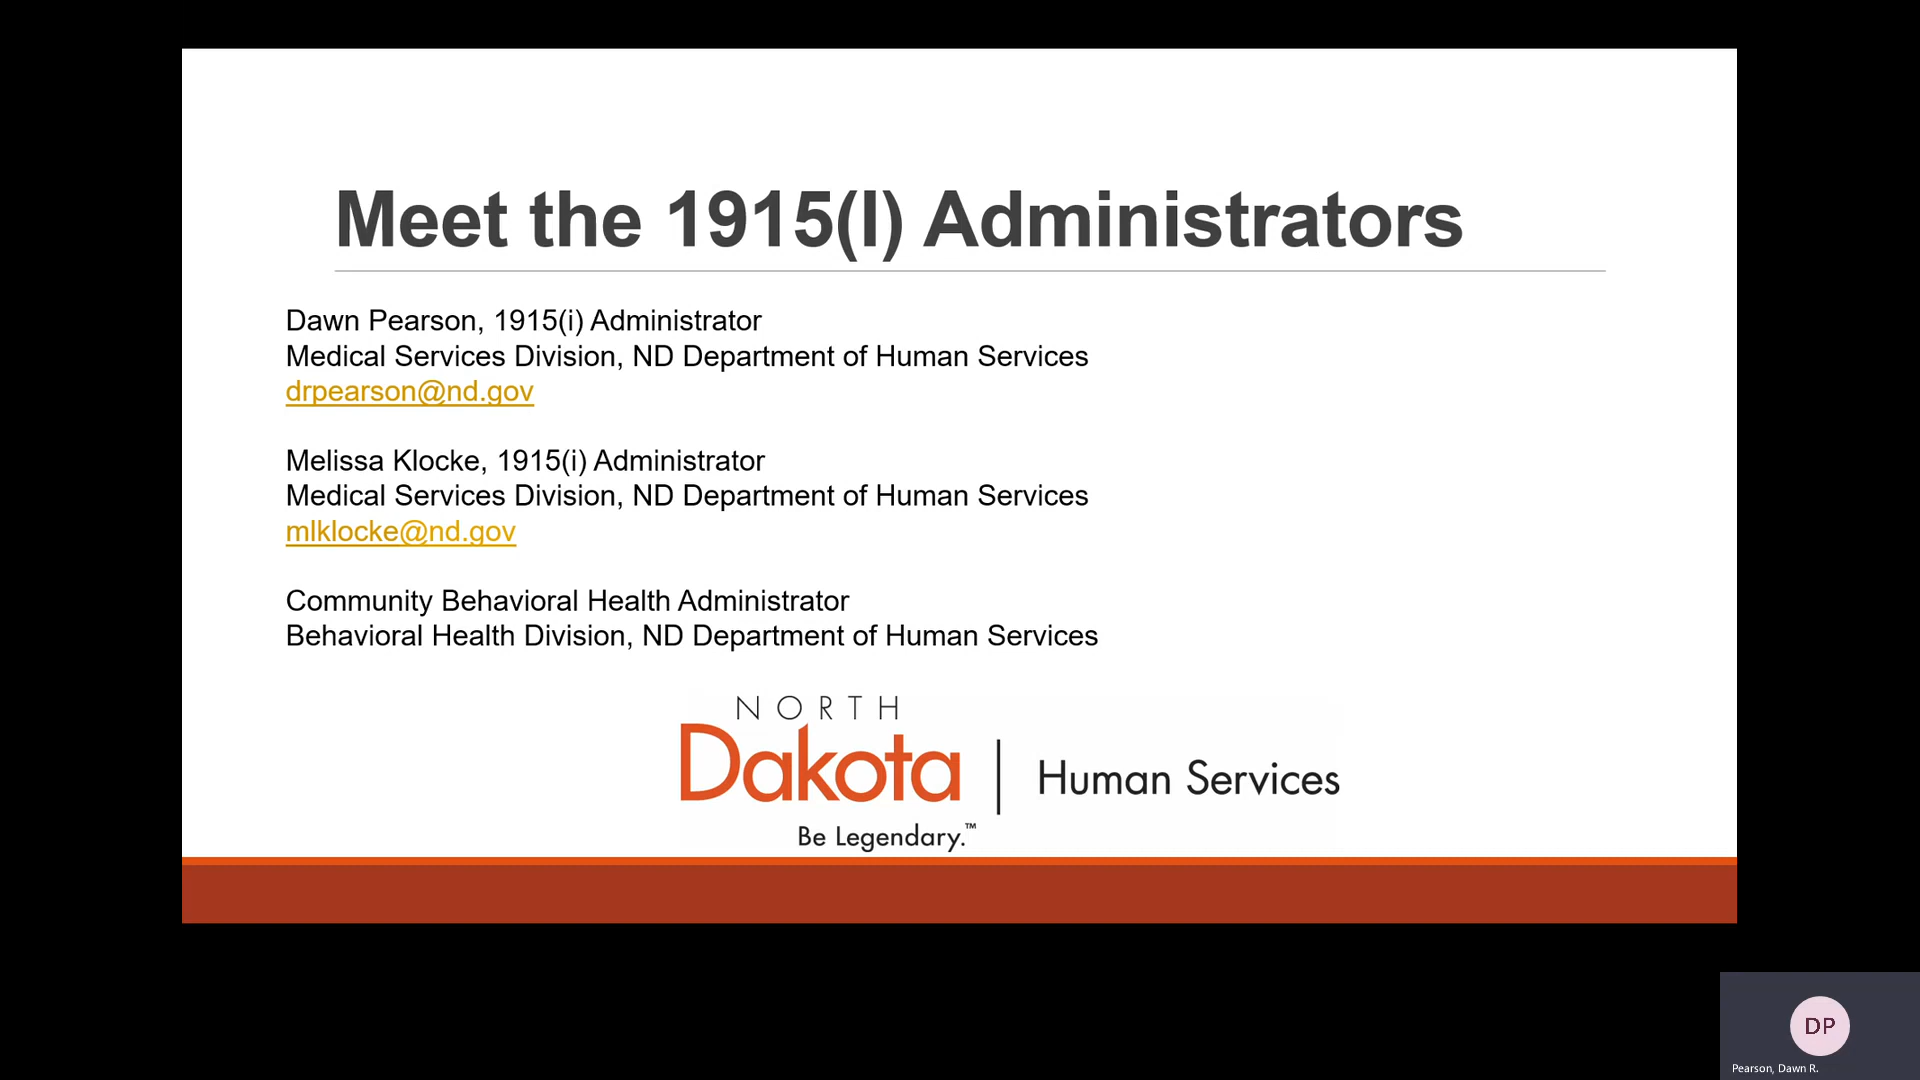 Meet the 1915(I) Administrators
Dawn Pearson, 1915(i) Administrator
Medical Services Division, ND Department of Human Services
drpearson@nd.gov
Melissa Klocke, 1915(i) Administrator
Medical Services Division, ND Department of Human Services
mlklocke@nd.gov
Community Behavioral Health Administrator
Behavioral Health Division, ND Department of Human Services
NORTH
Dakota | Human Services
Be Legendary.™
DP
Pearson, Dawn R.